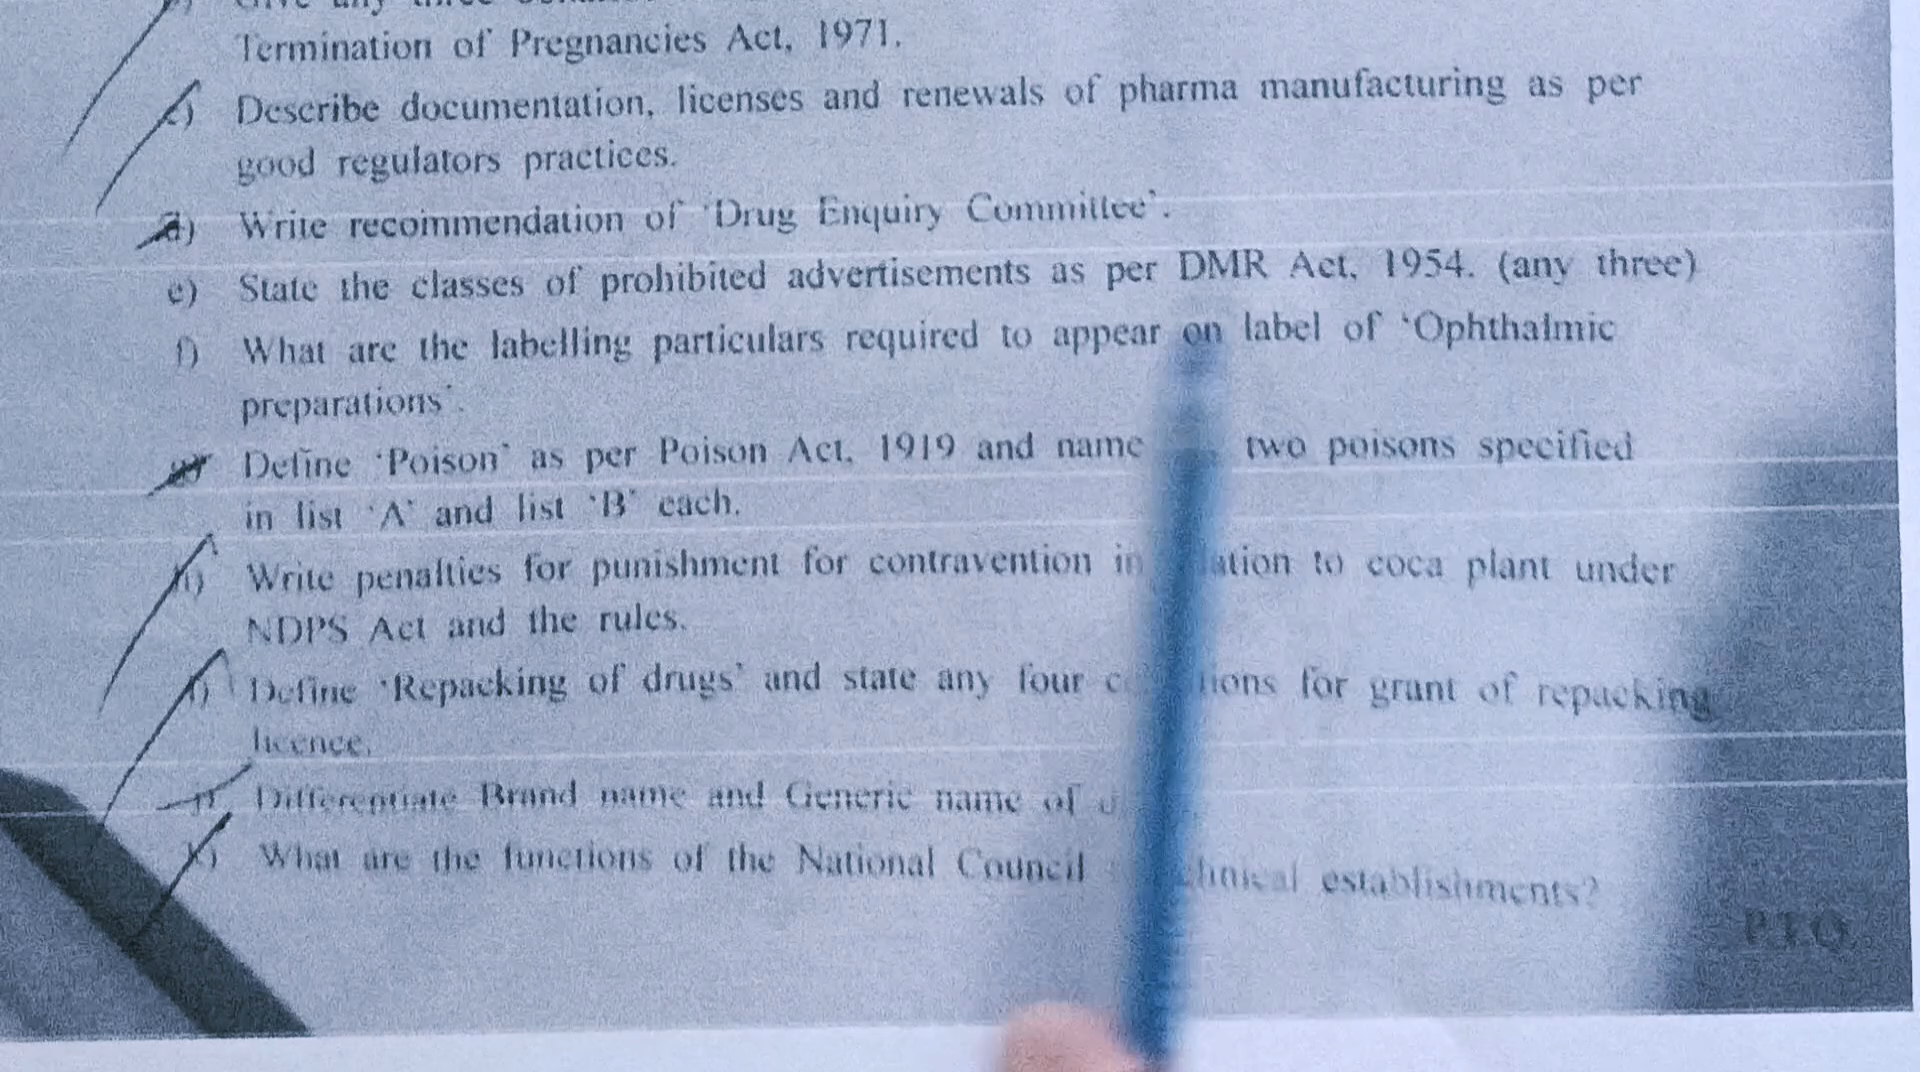 Termination of Pregnancies Act, 1971.
c) Describe documentation, licenses and renewals of pharma manufacturing as per
good regulators practices.
d) Write recommendation of 'Drug Enquiry Committee'.
e) State the classes of prohibited advertisements as per DMR Act, 1954. (any three)
f) What are the labelling particulars required to appear on label of 'Ophthalmic
preparations'.
Define 'Poison' as per Poison Act, 1919 and name two poisons specified
in list 'A' and list 'B' each.
h) Write penalties for punishment for contravention in coca plant under
NDPS Act and the rules.
i) Define 'Repacking of drugs' and state any four for grant of repacking
licence.
j) Differentiate Brand name and Generic name of
k) What are the functions of the National Council establishments?
P.T.O.